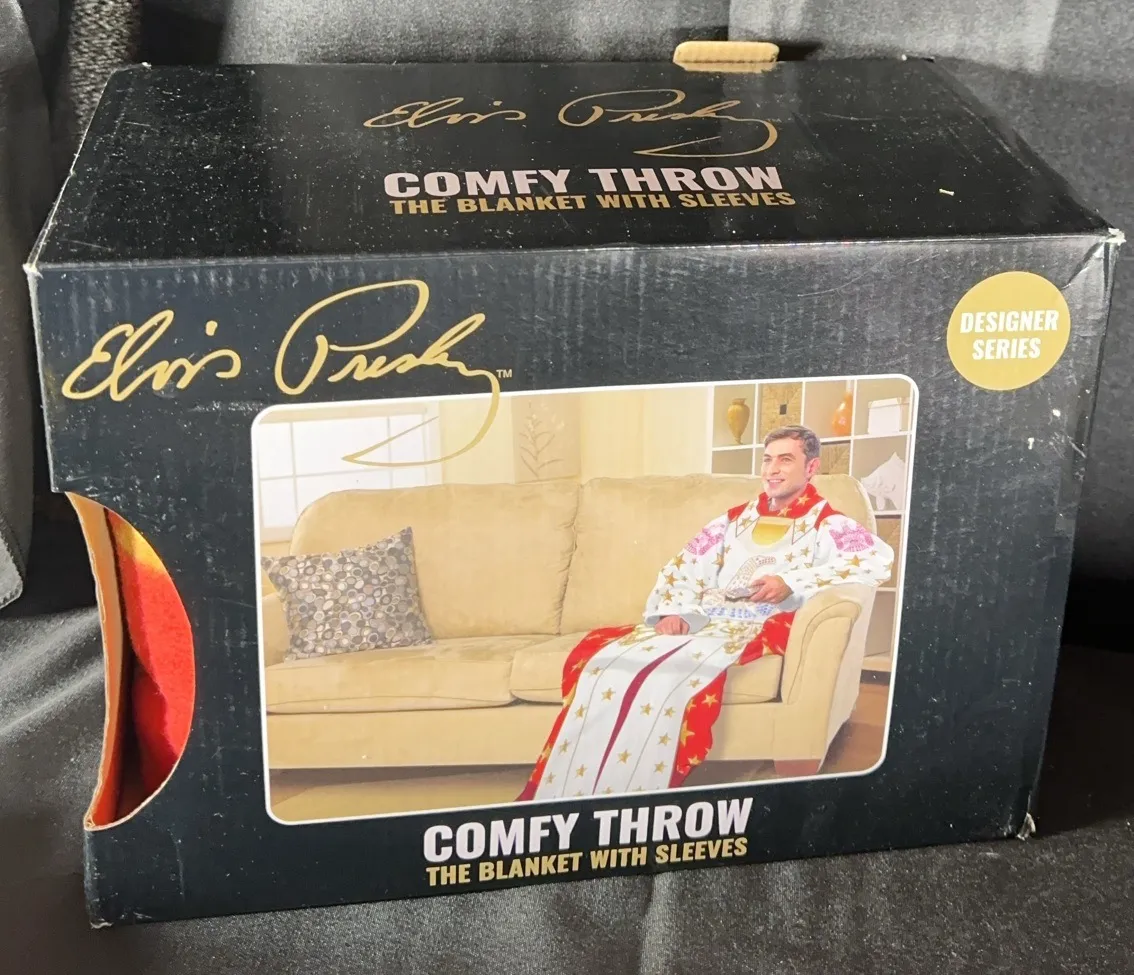 Elvis Presley
COMFY THROW
THE BLANKET WITH SLEEVES
Elvis Presley™
DESIGNER
SERIES
COMFY THROW
THE BLANKET WITH SLEEVES